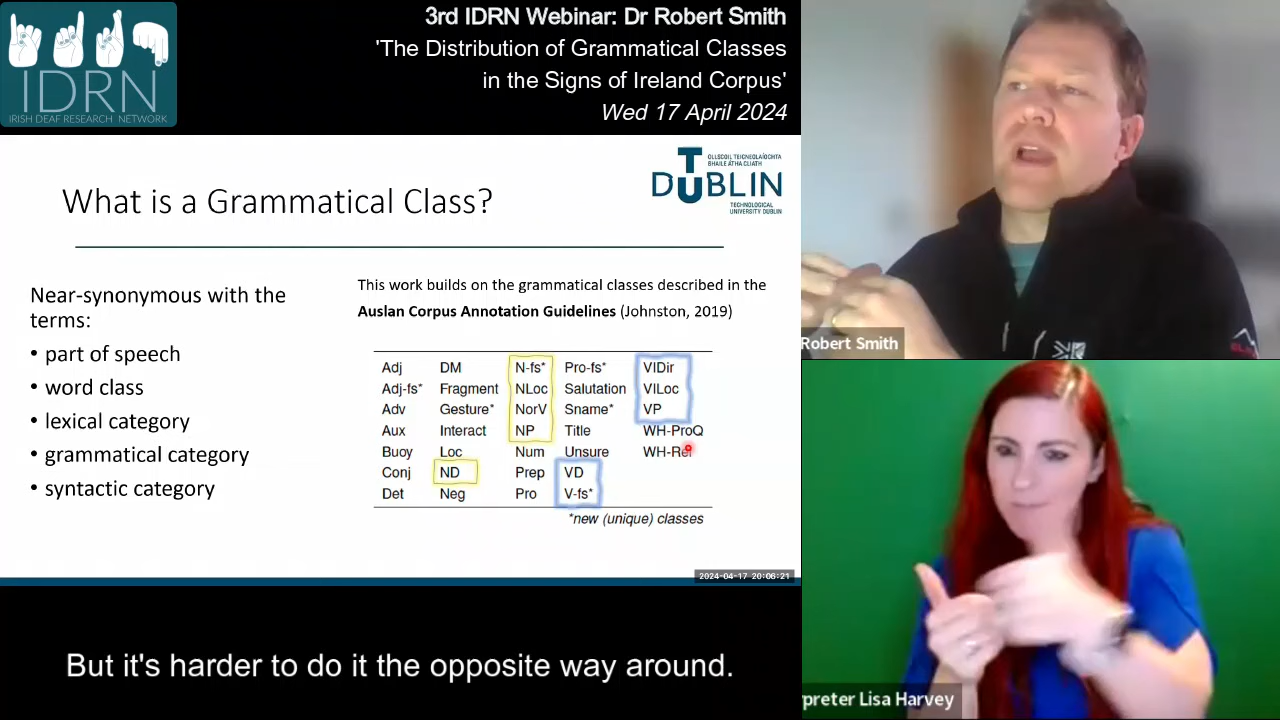 IDRN
IRISH DEAF RESEARCH NETWORK
3rd IDRN Webinar: Dr Robert Smith
'The Distribution of Grammatical Classes
in the Signs of Ireland Corpus'
Wed 17 April 2024
What is a Grammatical Class?
TU DUBLIN
OLLSCOIL TEICNEOLAÍOCHTA
BHAILE ÁTHA CLIATH
TECHNOLOGICAL
UNIVERSITY DUBLIN
Near-synonymous with the
terms:
• part of speech
• word class
• lexical category
• grammatical category
• syntactic category
This work builds on the grammatical classes described in the
Auslan Corpus Annotation Guidelines (Johnston, 2019)
Adj DM N-fs* Pro-fs* VIDir
Adj-fs* Fragment NLoc Salutation VILoc
Adv Gesture* NorV Sname* VP
Aux Interact NP Title WH-ProQ
Buoy Loc Num Unsure WH-Rel
Conj ND Prep VD
Det Neg Pro V-fs*
*new (unique) classes
2024-04-17 20:06:21
Robert Smith
rpreter Lisa Harvey
But it's harder to do it the opposite way around.